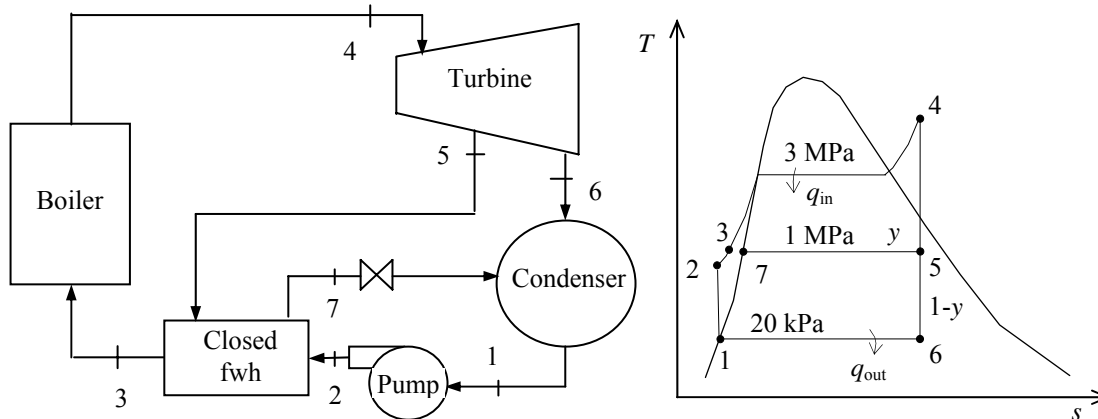 4
Turbine
5
6
Boiler
Condenser
7
Closed
fwh
3
2
Pump
1
T
4
3 MPa
q_in
3
2
1 MPa
y
7
5
1-y
20 kPa
1
6
q_out
s